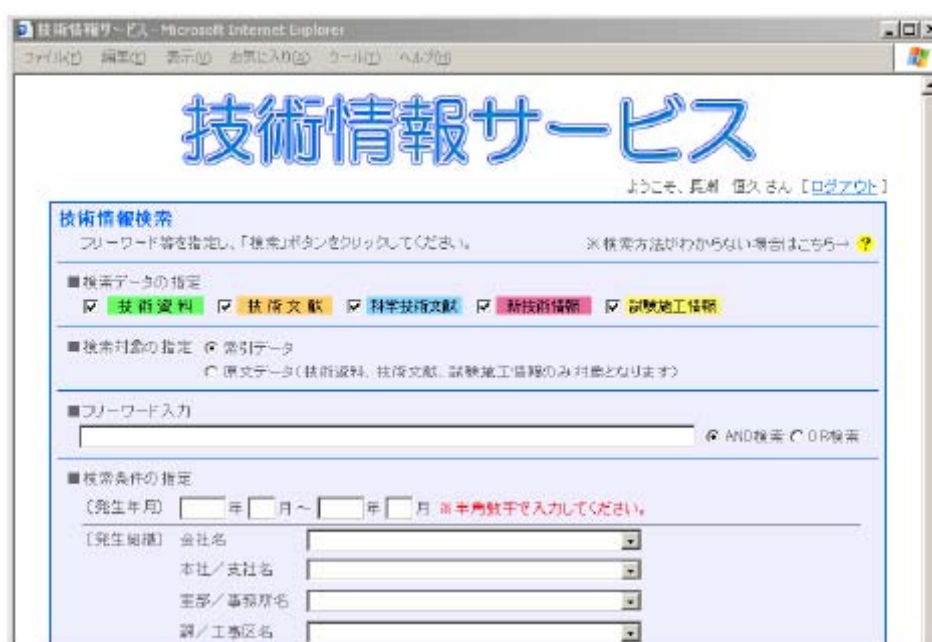 技術情報サービス - Microsoft Internet Explorer
ファイル(F) 編集(E) 表示(V) お気に入り(A) ツール(T) ヘルプ(H)
技術情報サービス
ようこそ、長瀬 恒久さん [ログアウト]
技術情報検索
フリーワード等を指定し、「検索」ボタンをクリックしてください。 ※検索方法がわからない場合はこちら→ ?
■検索データの指定
技術資料 技術文献 科学技術文献 新技術情報 試験施工情報
■検索対象の指定 索引データ
原文データ(技術資料、技術文献、試験施工情報のみ対象となります)
■フリーワード入力
AND検索 OR検索
■検索条件の指定
〔発生年月〕 年 月～ 年 月 ※半角数字で入力してください。
〔発生組織〕 会社名
本社／支社名
室部／事務所名
課／工事区名